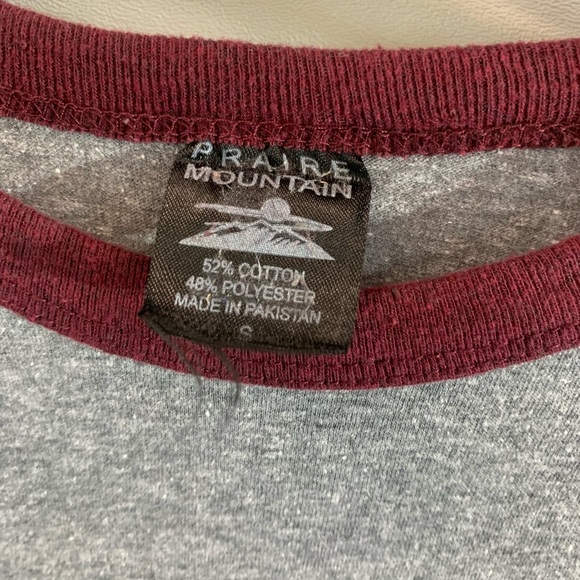 PRAIRE
MOUNTAIN
52% COTTON
48% POLYESTER
MADE IN PAKISTAN
S